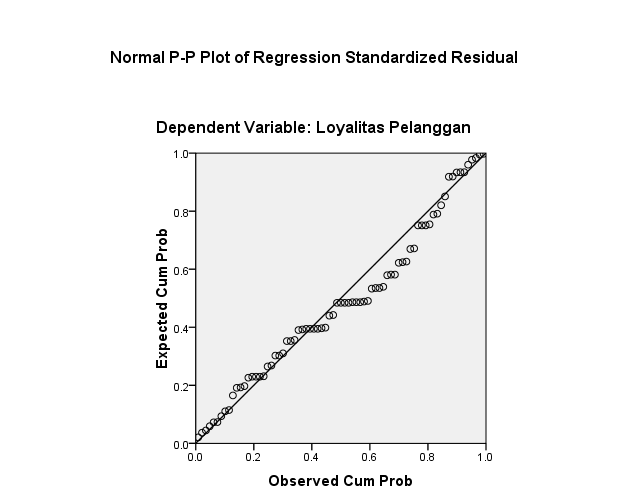 Normal P-P Plot of Regression Standardized Residual
Dependent Variable: Loyalitas Pelanggan
1.0
0.8
0.6
0.4
0.2
0.0
Expected Cum Prob
0.0 0.2 0.4 0.6 0.8 1.0
Observed Cum Prob